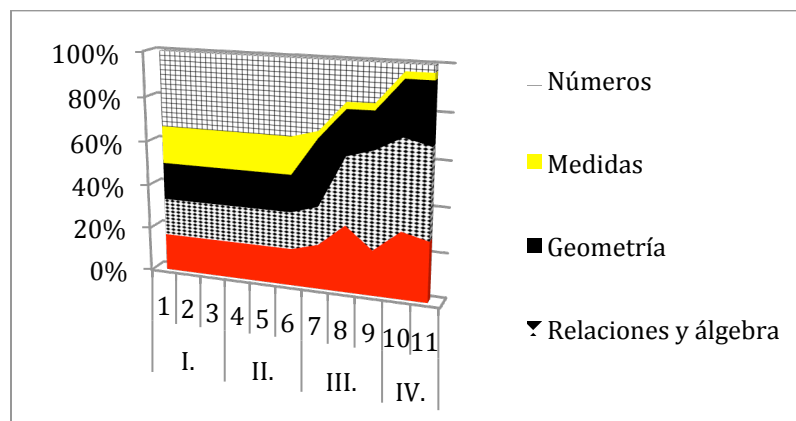 100%
80%
60%
40%
20%
0%
1 2 3 4 5 6 7 8 9 10 11
I. II. III. IV.
Números
Medidas
Geometría
Relaciones y álgebra